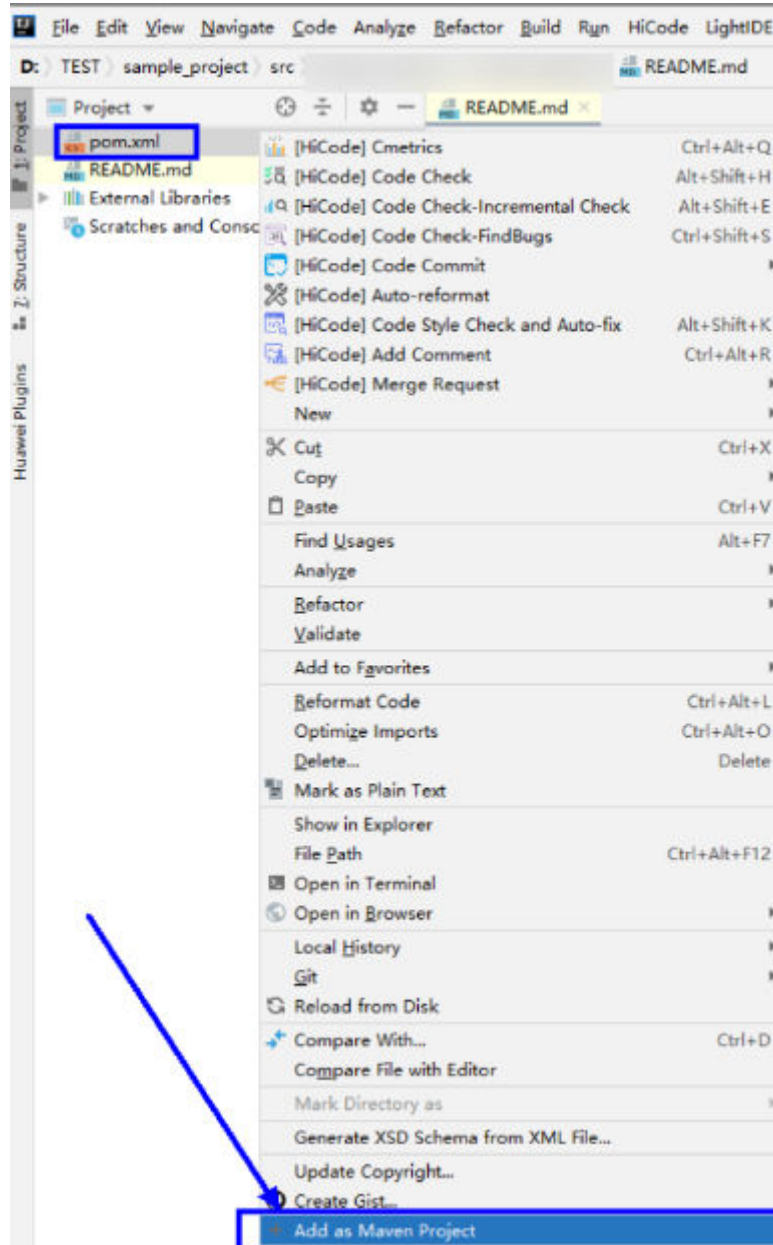 File Edit View Navigate Code Analyze Refactor Build Run HiCode LightIDE
D: TEST sample_project src README.md
Project README.md
1: Project
pom.xml
README.md
External Libraries
Scratches and Consc
Z: Structure
Huawei Plugins
[HiCode] Cmetrics Ctrl+Alt+Q
[HiCode] Code Check Alt+Shift+H
[HiCode] Code Check-Incremental Check Alt+Shift+E
[HiCode] Code Check-FindBugs Ctrl+Shift+S
[HiCode] Code Commit
[HiCode] Auto-reformat
[HiCode] Code Style Check and Auto-fix Alt+Shift+K
[HiCode] Add Comment Ctrl+Alt+R
[HiCode] Merge Request
New
Cut Ctrl+X
Copy
Paste Ctrl+V
Find Usages Alt+F7
Analyze
Refactor
Validate
Add to Favorites
Reformat Code Ctrl+Alt+L
Optimize Imports Ctrl+Alt+O
Delete... Delete
Mark as Plain Text
Show in Explorer
File Path Ctrl+Alt+F12
Open in Terminal
Open in Browser
Local History
Git
Reload from Disk
Compare With... Ctrl+D
Compare File with Editor
Mark Directory as
Generate XSD Schema from XML File...
Update Copyright...
Create Gist...
Add as Maven Project